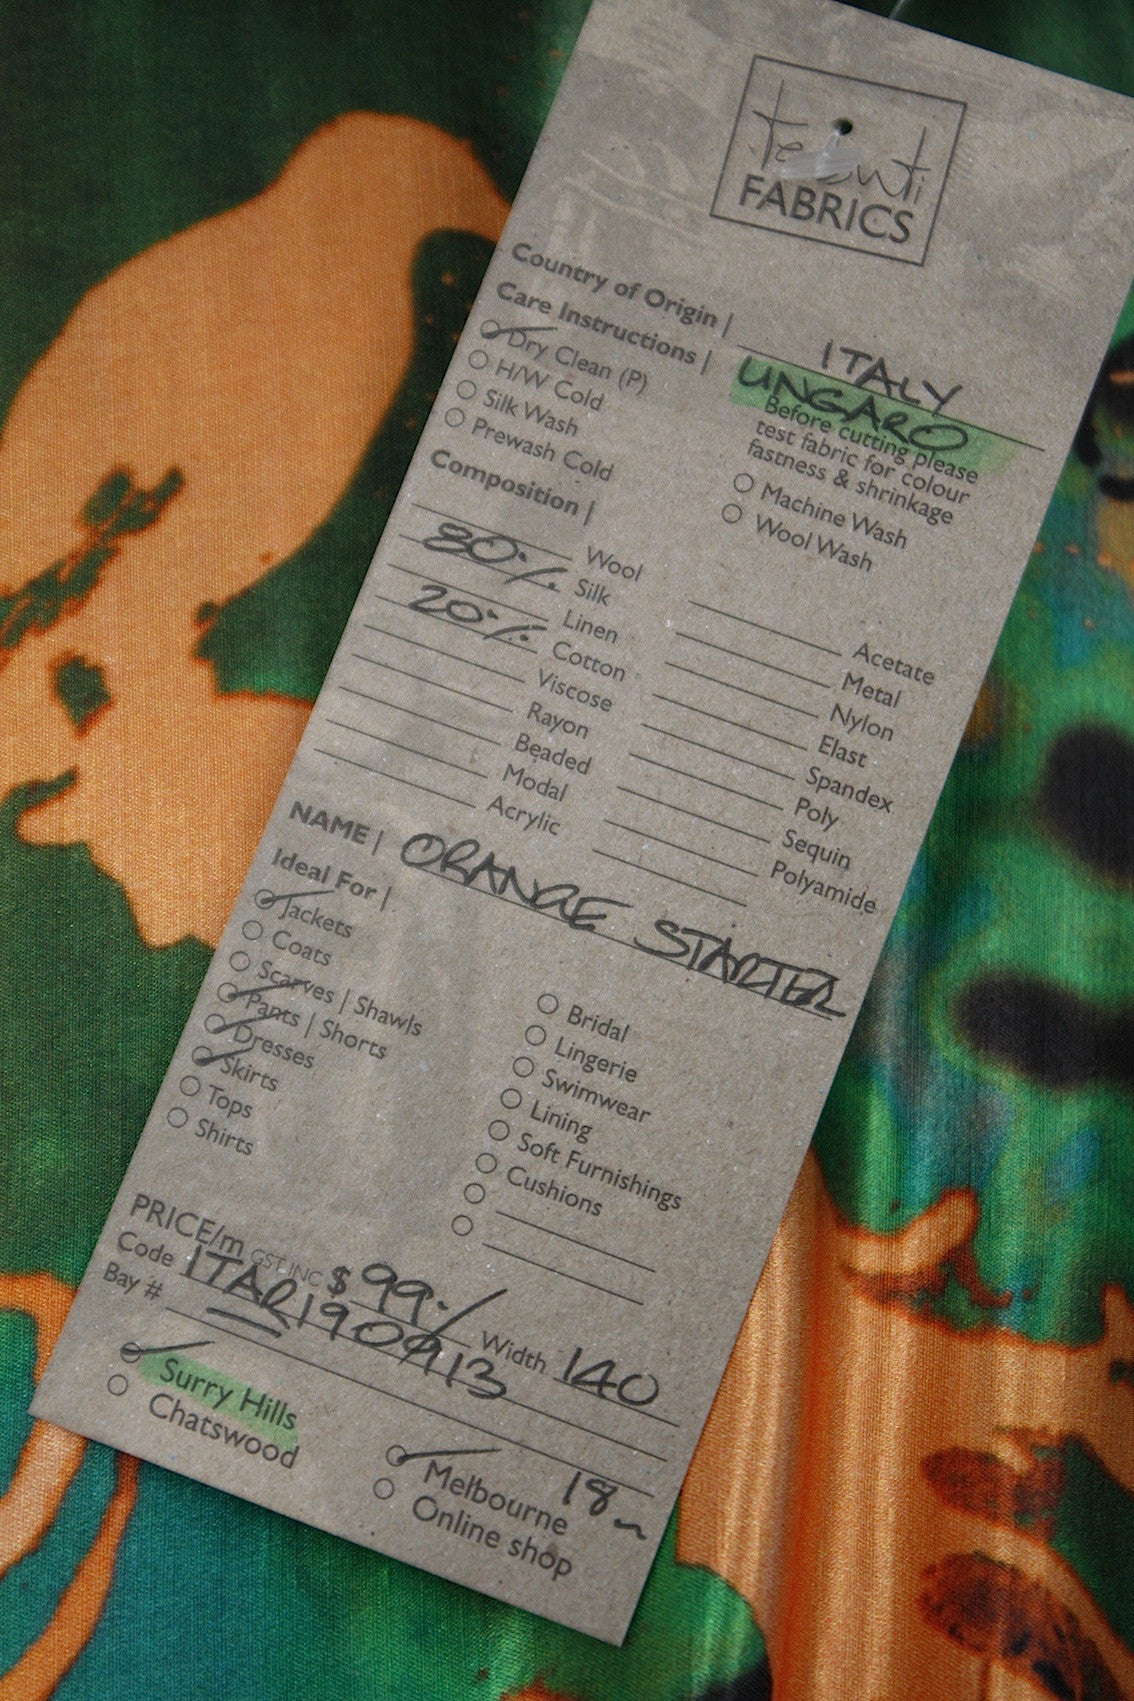 FABRICS
Country of Origin | ITALY
Care Instructions | UNGARO
Dry Clean (P)
H/W Cold
Silk Wash
Prewash Cold
Before cutting please
test fabric for colour
fastness & shrinkage
Machine Wash
Wool Wash
Composition |
Wool
80% Silk
Linen
20% Cotton
Viscose
Rayon
Beaded
Modal
Acrylic
Acetate
Metal
Nylon
Elast
Spandex
Poly
Sequin
Polyamide
NAME | ORANGE STARTER
Ideal For |
Jackets
Coats
Scarves | Shawls
Pants | Shorts
Dresses
Skirts
Tops
Shirts
Bridal
Lingerie
Swimwear
Lining
Soft Furnishings
Cushions
PRICE/m GST INC $99./
Code ITAR190913 Width 140
Bay #
Surry Hills
Chatswood
Melbourne 18m
Online shop